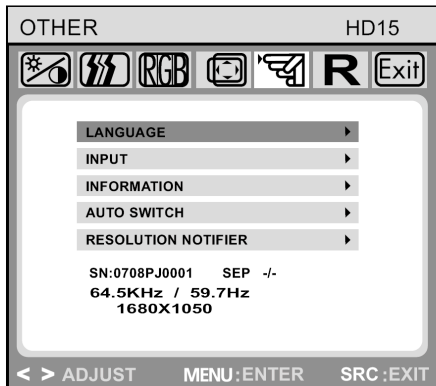 OTHER HD15
RGB R Exit
LANGUAGE
INPUT
INFORMATION
AUTO SWITCH
RESOLUTION NOTIFIER
SN:0708PJ0001 SEP -/-
64.5KHz / 59.7Hz
1680X1050
< > ADJUST MENU:ENTER SRC:EXIT